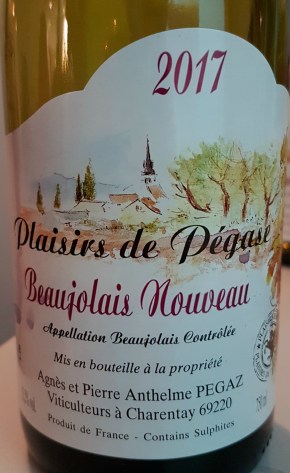 2017
Plaisirs de Pégase
Beaujolais Nouveau
Appellation Beaujolais Contrôlée
Mis en bouteille à la propriété
Agnès et Pierre Anthelme PEGAZ
Viticulteurs à Charentay 69220
Produit de France - Contains Sulphites